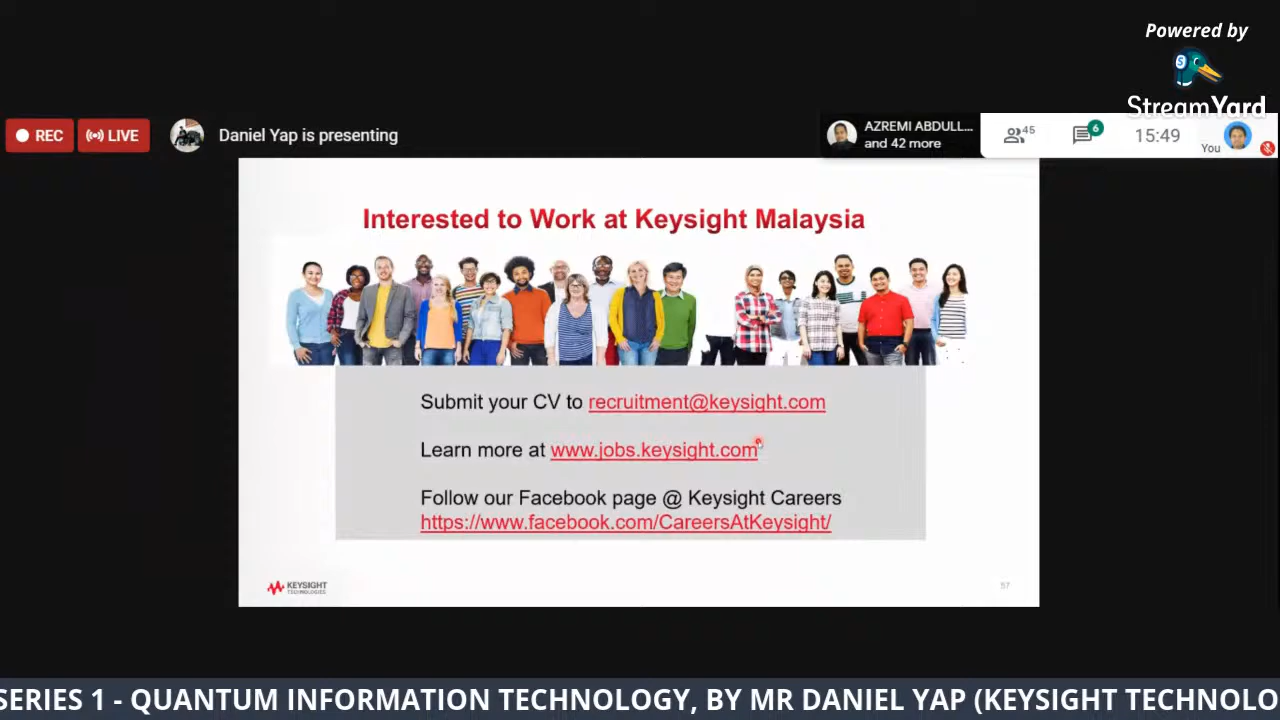 Powered by
StreamYard
REC
LIVE
Daniel Yap is presenting
AZREMI ABDULL...
and 42 more
45
6
15:49
You
Interested to Work at Keysight Malaysia
Submit your CV to recruitment@keysight.com
Learn more at www.jobs.keysight.com
Follow our Facebook page @ Keysight Careers
https://www.facebook.com/CareersAtKeysight/
KEYSIGHT
TECHNOLOGIES
57
SERIES 1 - QUANTUM INFORMATION TECHNOLOGY, BY MR DANIEL YAP (KEYSIGHT TECHNOLO